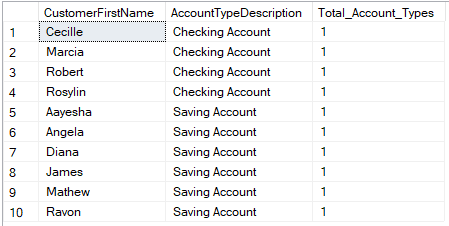 CustomerFirstName AccountTypeDescription Total_Account_Types
1 Cecille Checking Account 1
2 Marcia Checking Account 1
3 Robert Checking Account 1
4 Rosylin Checking Account 1
5 Aayesha Saving Account 1
6 Angela Saving Account 1
7 Diana Saving Account 1
8 James Saving Account 1
9 Mathew Saving Account 1
10 Ravon Saving Account 1